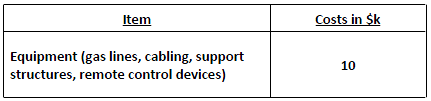 Item Costs in $k
Equipment (gas lines, cabling, support
structures, remote control devices) 10